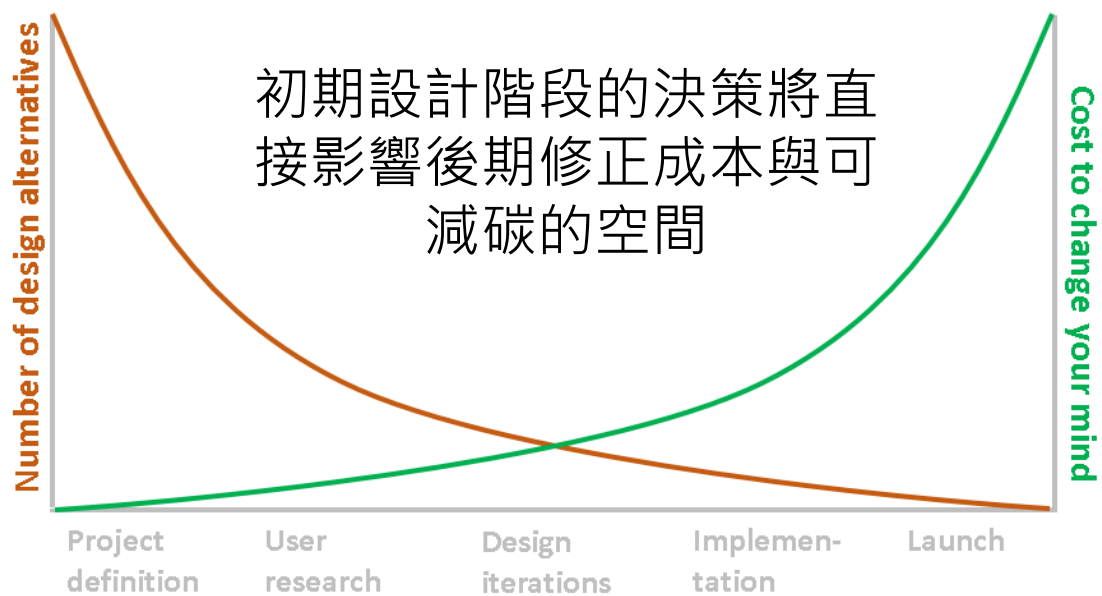 Number of design alternatives
初期設計階段的決策將直
接影響後期修正成本與可
減碳的空間
Cost to change your mind
Project
definition
User
research
Design
iterations
Implemen-
tation
Launch